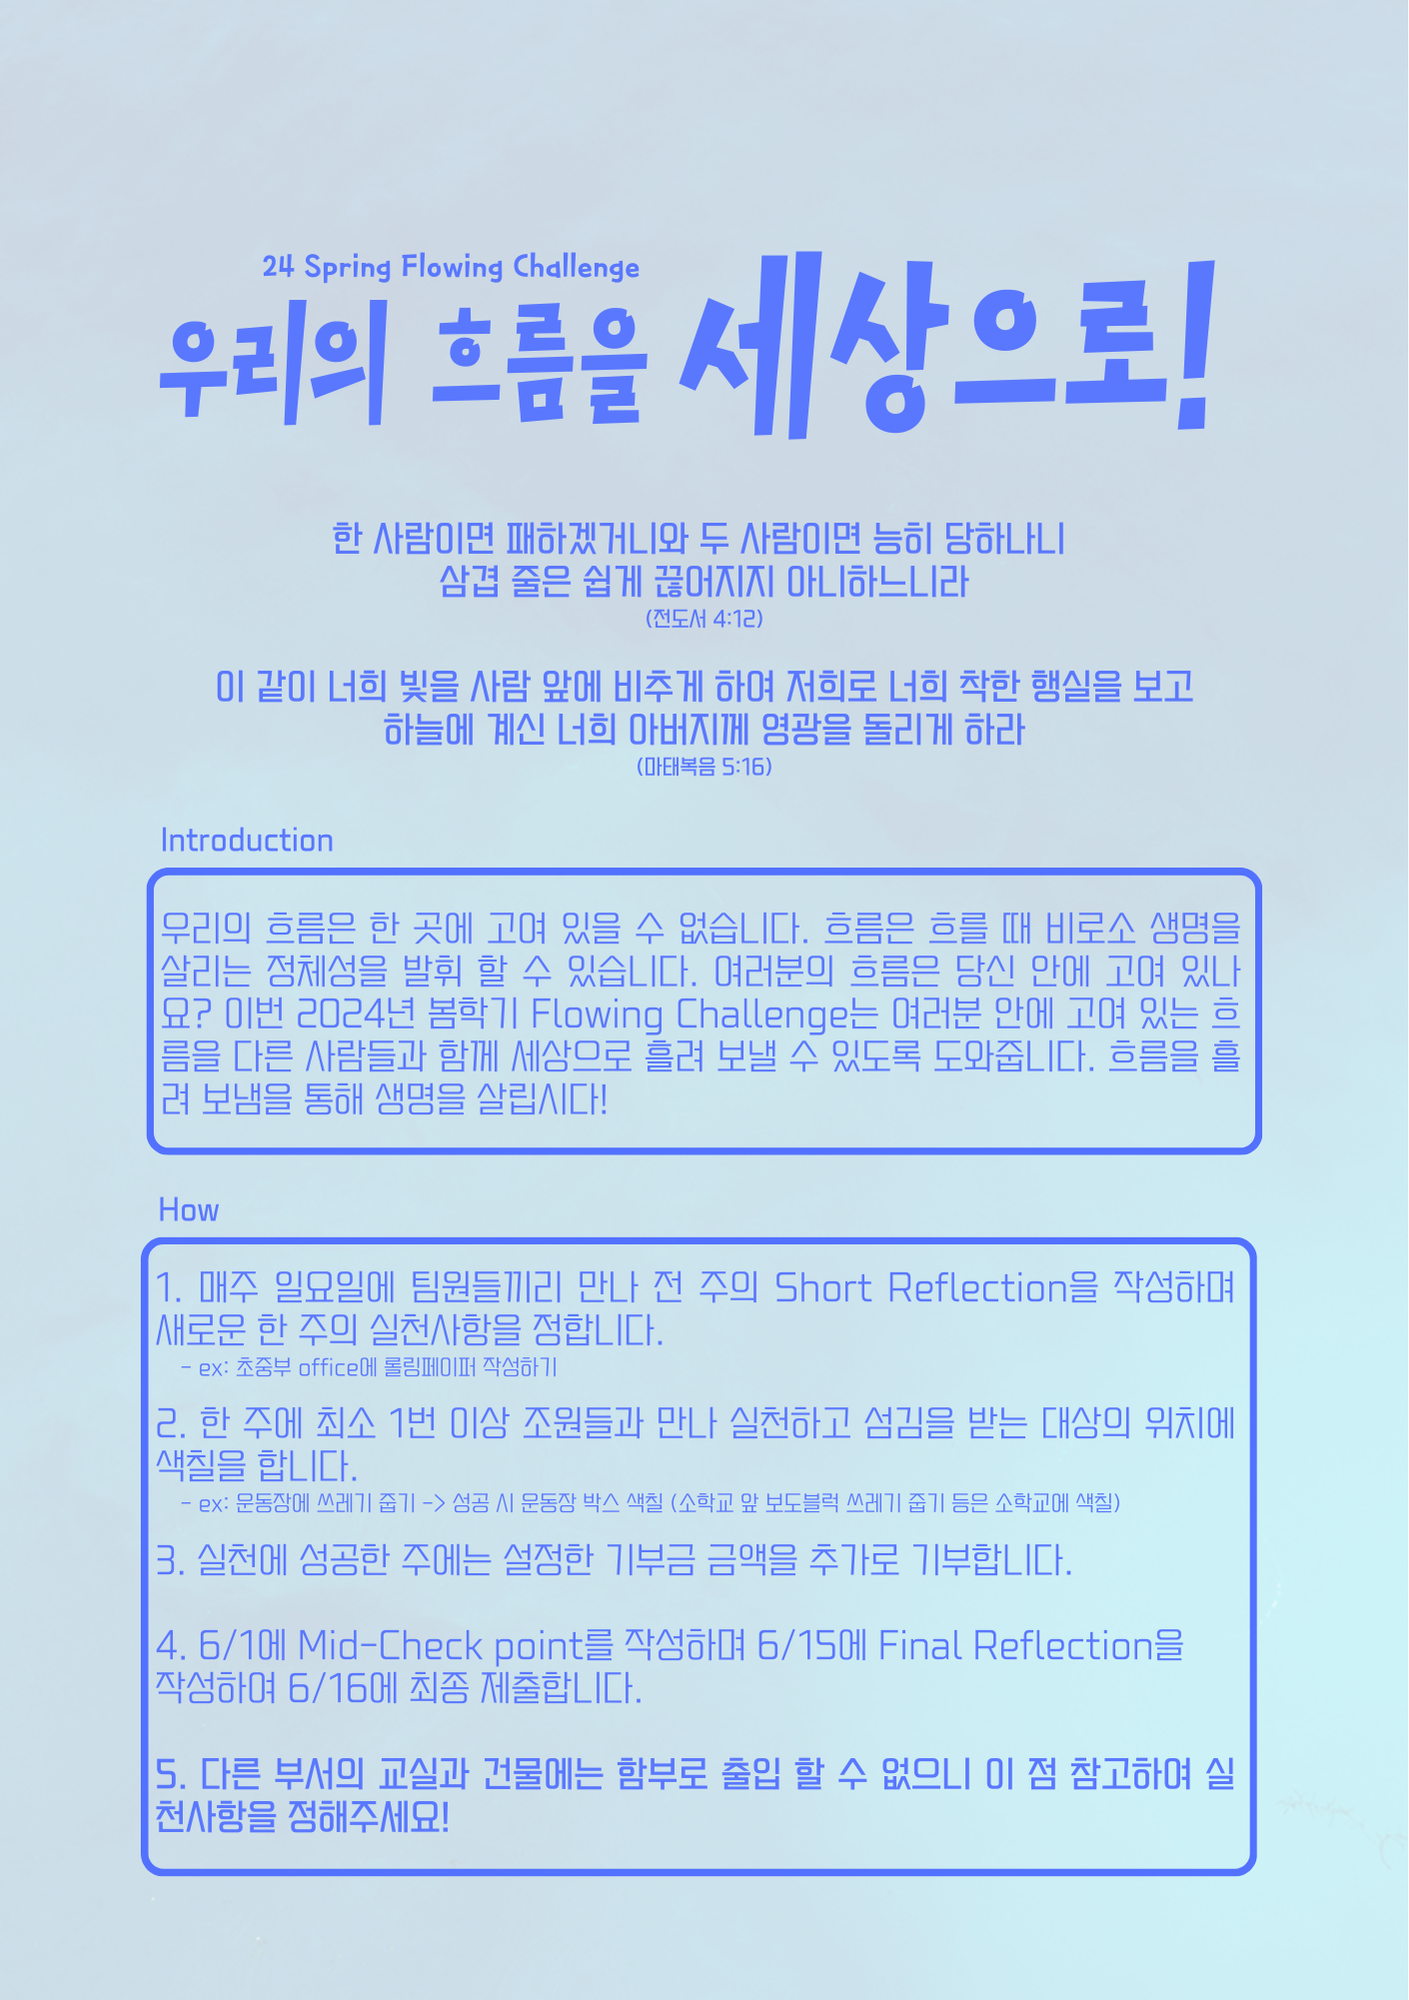 24 Spring Flowing Challenge
우리의 흐름을 세상으로!
한 사람이면 패하겠거니와 두 사람이면 능히 당하나니
삼겹 줄은 쉽게 끊어지지 아니하느니라
(전도서 4:12)
이 같이 너희 빛을 사람 앞에 비추게 하여 저희로 너희 착한 행실을 보고
하늘에 계신 너희 아버지께 영광을 돌리게 하라
(마태복음 5:16)
Introduction
우리의 흐름은 한 곳에 고여 있을 수 없습니다. 흐름은 흐를 때 비로소 생명을
살리는 정체성을 발휘 할 수 있습니다. 여러분의 흐름은 당신 안에 고여 있나
요? 이번 2024년 봄학기 Flowing Challenge는 여러분 안에 고여 있는 흐
름을 다른 사람들과 함께 세상으로 흘려 보낼 수 있도록 도와줍니다. 흐름을 흘
려 보냄을 통해 생명을 살립시다!
How
1. 매주 일요일에 팀원들끼리 만나 전 주의 Short Reflection을 작성하며
새로운 한 주의 실천사항을 정합니다.
- ex: 초중부 office에 롤링페이퍼 작성하기
2. 한 주에 최소 1번 이상 조원들과 만나 실천하고 섬김을 받는 대상의 위치에
색칠을 합니다.
- ex: 운동장에 쓰레기 줍기 -> 성공 시 운동장 박스 색칠 (소학교 앞 보도블럭 쓰레기 줍기 등은 소학교에 색칠)
3. 실천에 성공한 주에는 설정한 기부금 금액을 추가로 기부합니다.
4. 6/1에 Mid-Check point를 작성하며 6/15에 Final Reflection을
작성하여 6/16에 최종 제출합니다.
5. 다른 부서의 교실과 건물에는 함부로 출입 할 수 없으니 이 점 참고하여 실
천사항을 정해주세요!